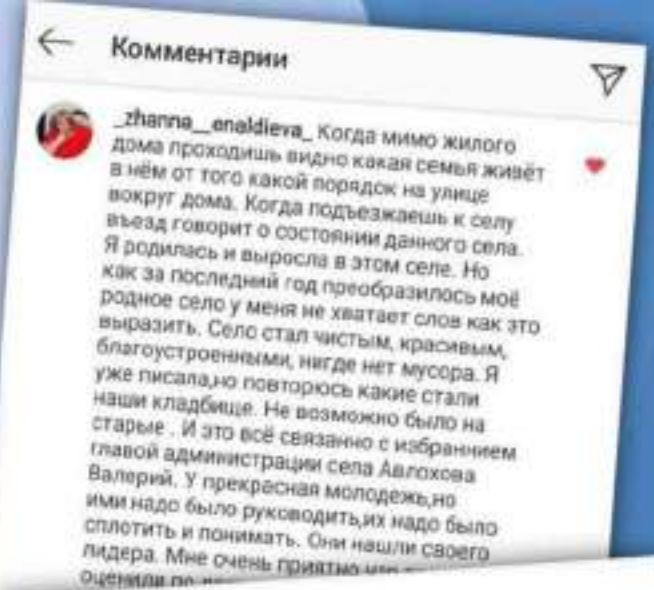 Комментарии
_zhanna__enaldieva_ Когда мимо жилого
дома проходишь видно какая семья живёт
в нём от того какой порядок на улице
вокруг дома. Когда подъезжаешь к селу
въезд говорит о состоянии данного села.
Я родилась и выросла в этом селе. Но
как за последний год преобразилось моё
родное село у меня не хватает слов как это
выразить. Село стал чистым, красивым,
благоустроенными, нигде нет мусора. Я
уже писала,но повторюсь какие стали
наши кладбище. Не возможно было на
старые . И это всё связанно с избраннием
главой администрации села Авлохова
Валерий. У прекрасная молодежь,но
ими надо было руководить,их надо было
сплотить и понимать. Они нашли своего
лидера. Мне очень приятно что
оценили по